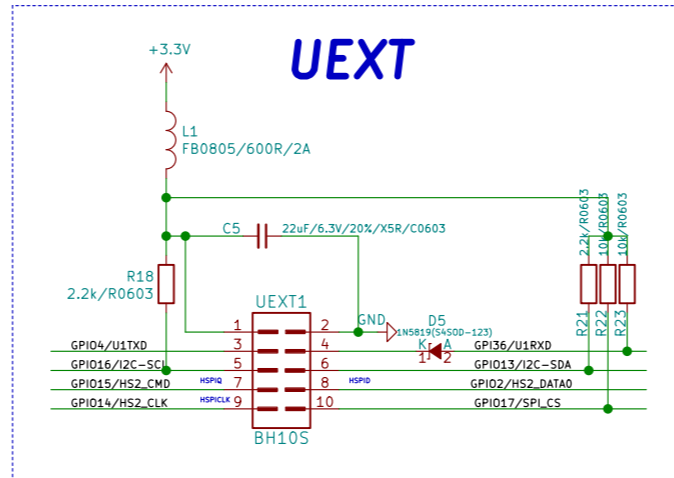 UEXT
+3.3V
L1
FB0805/600R/2A
C5
22uF/6.3V/20%/X5R/C0603
2.2k/R0603
10k/R0603
10k/R0603
R18
2.2k/R0603
R21
R22
R23
UEXT1
GND
D5
1N5819(S4SOD-123)
1 2
GPIO4/U1TXD 3 4 K A GPI36/U1RXD
1 2
GPIO16/I2C-SCL 5 6 GPIO13/I2C-SDA
GPIO15/HS2_CMD HSPIQ 7 8 HSPID GPIO2/HS2_DATA0
GPIO14/HS2_CLK HSPICLK 9 10 GPIO17/SPI_CS
BH10S